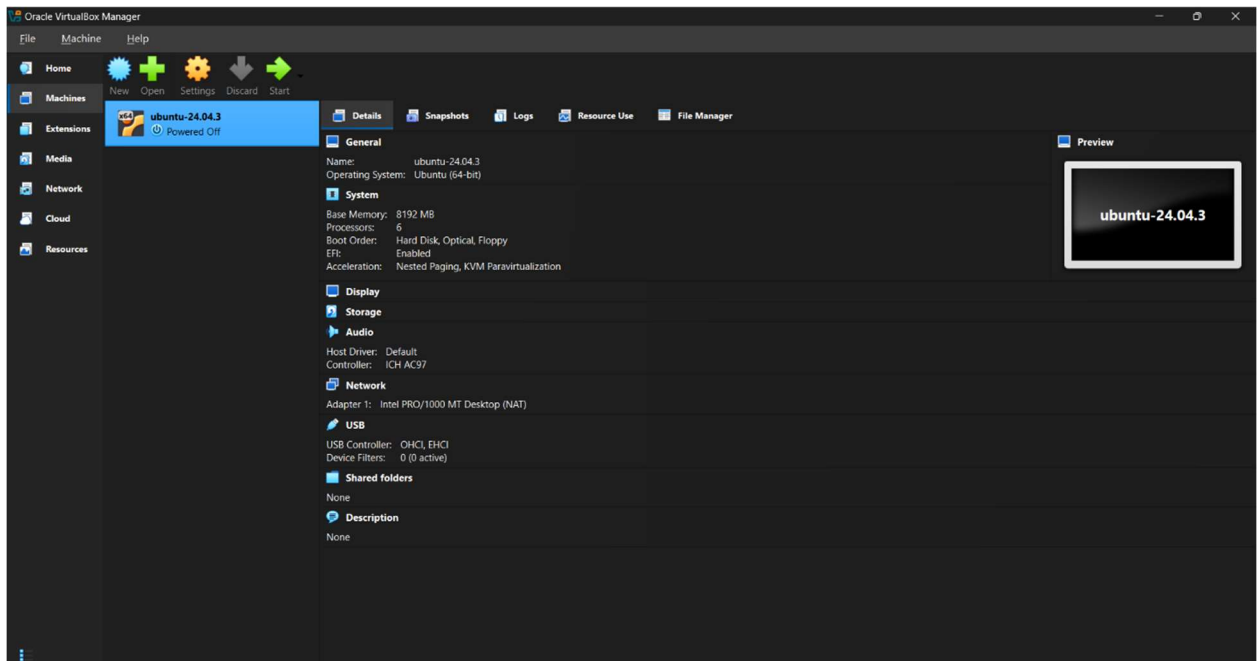 Oracle VirtualBox Manager
File Machine Help
Home
Machines
Extensions
Media
Network
Cloud
Resources
New Open Settings Discard Start
x64
ubuntu-24.04.3
Powered Off
Details Snapshots Logs Resource Use File Manager
General
Name: ubuntu-24.04.3
Operating System: Ubuntu (64-bit)
System
Base Memory: 8192 MB
Processors: 6
Boot Order: Hard Disk, Optical, Floppy
EFI: Enabled
Acceleration: Nested Paging, KVM Paravirtualization
Display
Storage
Audio
Host Driver: Default
Controller: ICH AC97
Network
Adapter 1: Intel PRO/1000 MT Desktop (NAT)
USB
USB Controller: OHCI, EHCI
Device Filters: 0 (0 active)
Shared folders
None
Description
None
Preview
ubuntu-24.04.3